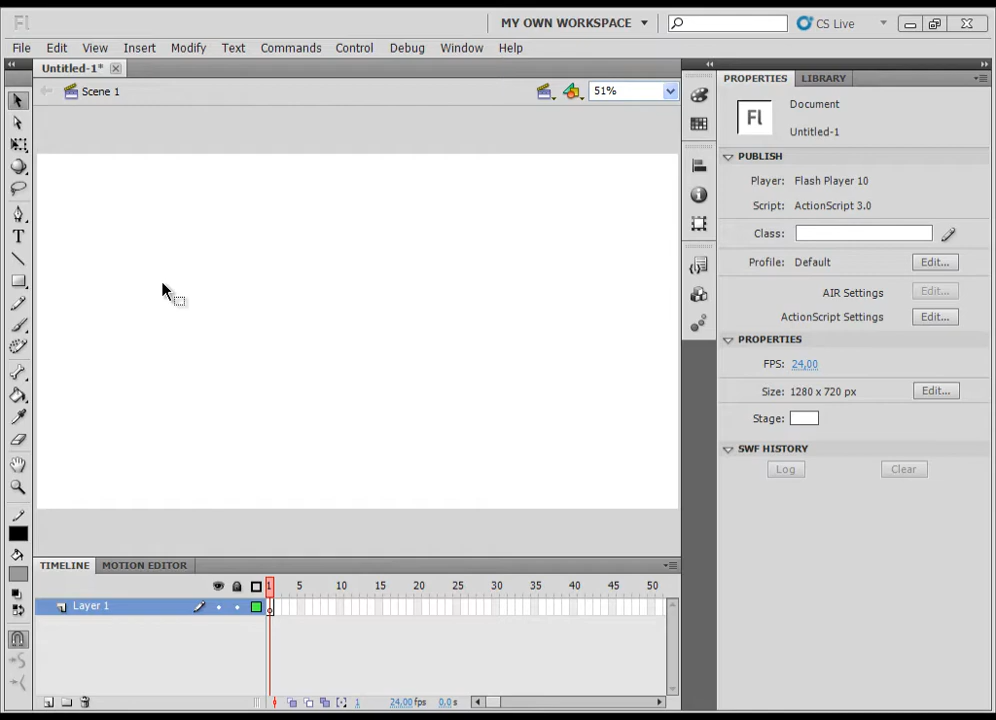 Fl
MY OWN WORKSPACE
CS Live
File Edit View Insert Modify Text Commands Control Debug Window Help
Untitled-1*
Scene 1
51%
PROPERTIES LIBRARY
Fl
Document
Untitled-1
PUBLISH
Player: Flash Player 10
Script: ActionScript 3.0
Class:
Profile: Default Edit...
AIR Settings Edit...
ActionScript Settings Edit...
PROPERTIES
FPS: 24,00
Size: 1280 x 720 px Edit...
Stage:
SWF HISTORY
Log Clear
T
TIMELINE MOTION EDITOR
1 5 10 15 20 25 30 35 40 45 50
Layer 1
1 24,00 fps 0.0 s